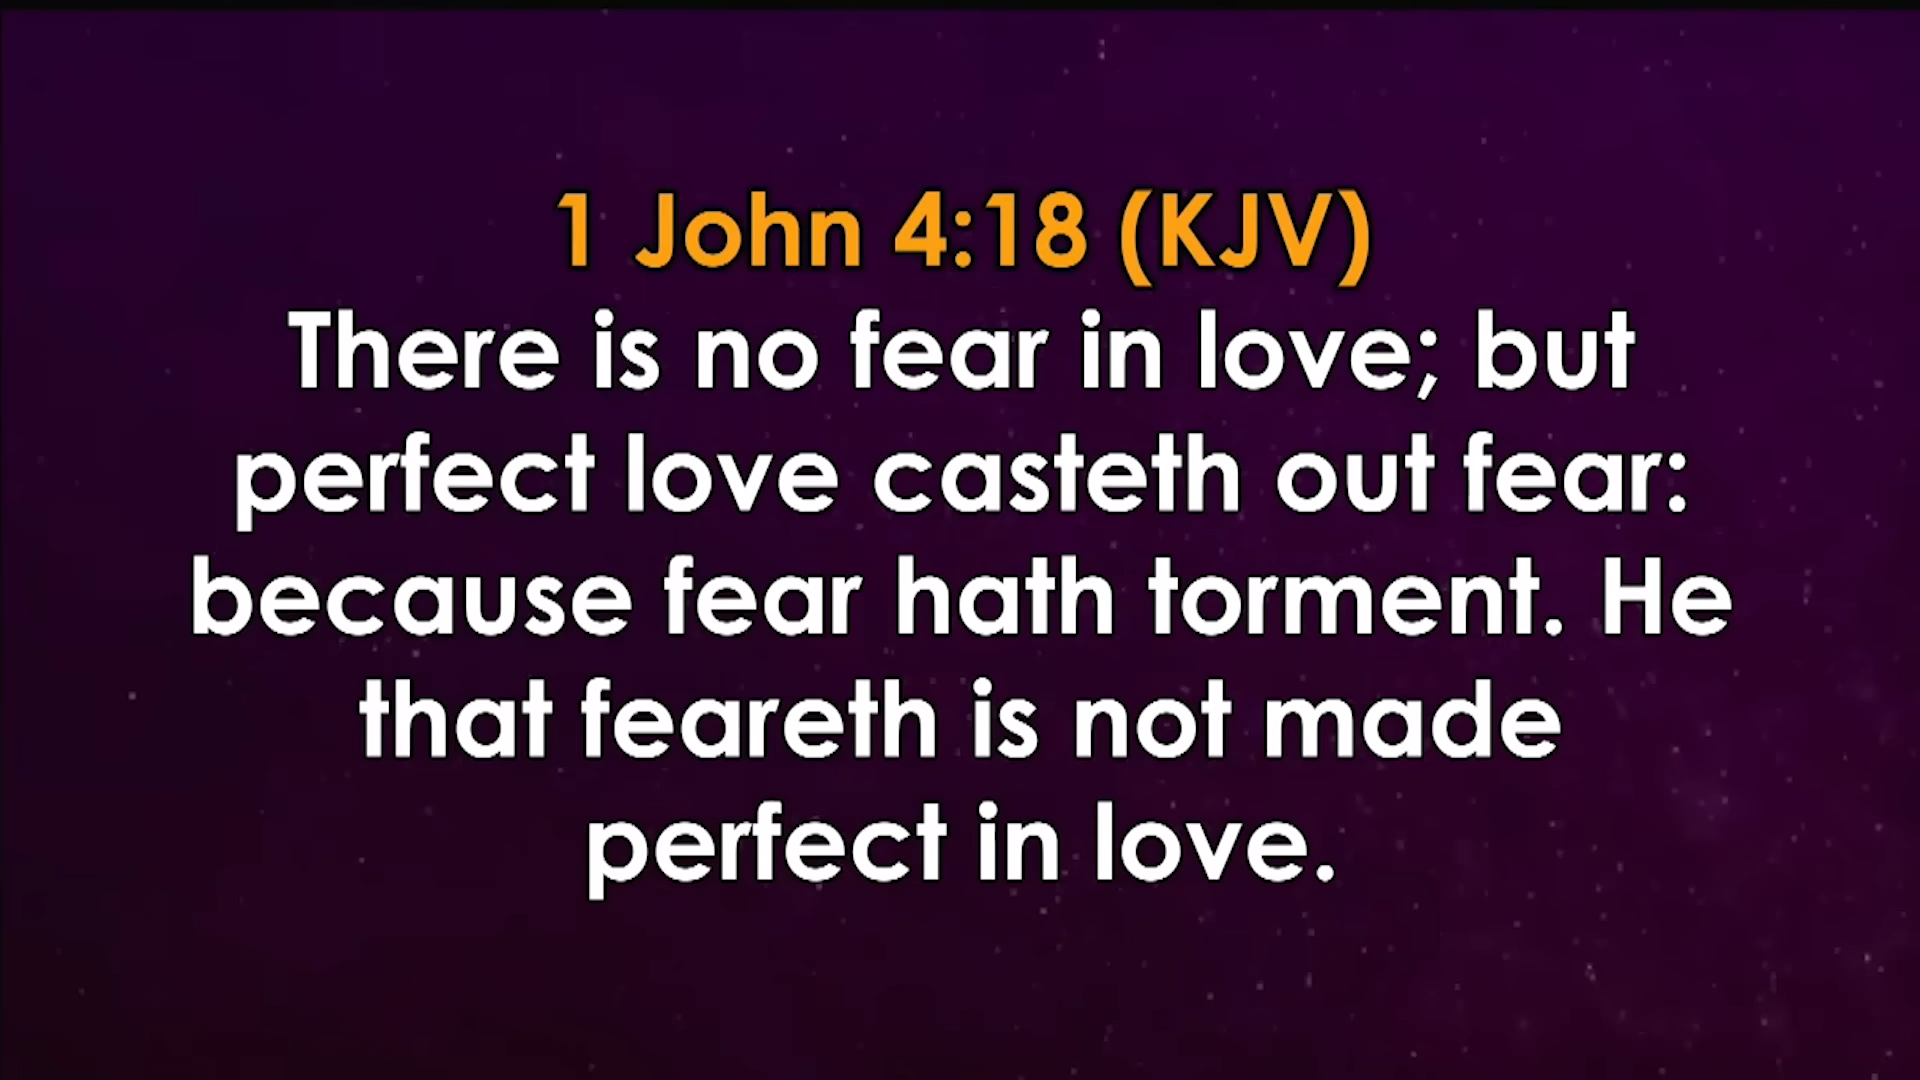 1 John 4:18 (KJV)
There is no fear in love; but
perfect love casteth out fear:
because fear hath torment. He
that feareth is not made
perfect in love.